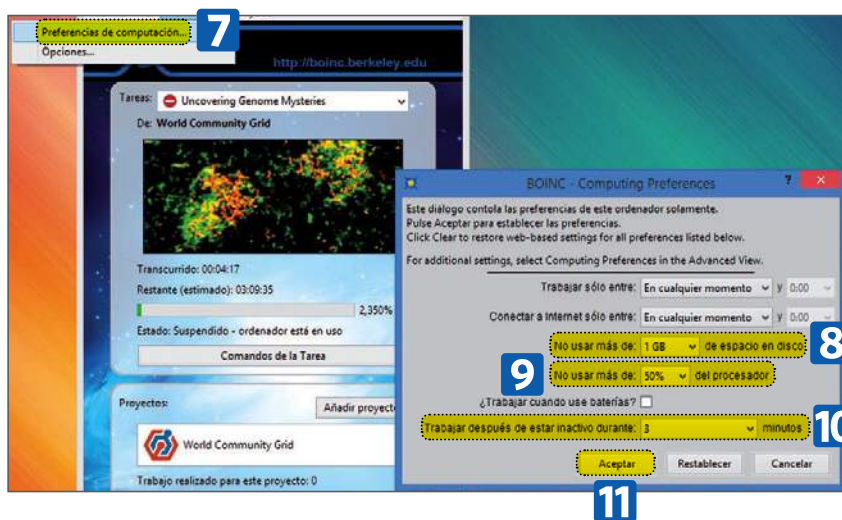 Preferencias de computación...
7
Opciones...
http://boinc.berkeley.edu
Tareas: Uncovering Genome Mysteries
De: World Community Grid
Transcurrido: 00:04:17
Restante (estimado): 03:09:35
2,350%
Estado: Suspendido - ordenador está en uso
Comandos de la Tarea
Proyectos:
Añadir proyect
World Community Grid
Trabajo realizado para este proyecto: 0
BOINC - Computing Preferences ?
Este diálogo contola las preferencias de este ordenador solamente.
Pulse Aceptar para establecer las preferencias.
Click Clear to restore web-based settings for all preferences listed below.
For additional settings, select Computing Preferences in the Advanced View.
Trabajar sólo entre: En cualquier momento y 0:00
Conectar a Internet sólo entre: En cualquier momento y 0:00
No usar más de: 1 GB de espacio en disco 8
9 No usar más de: 50% del procesador
¿Trabajar cuando use baterías?
Trabajar después de estar inactivo durante: 3 minutos 10
Aceptar Restablecer Cancelar
11